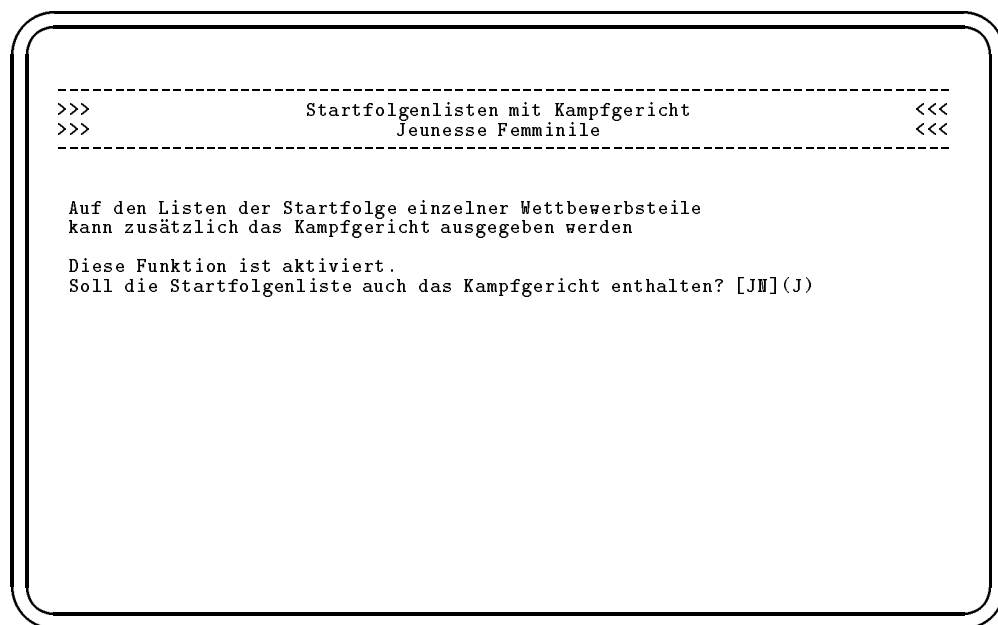 --------------------------------------------------------------------------------
>>> Startfolgenlisten mit Kampfgericht <<<
>>> Jeunesse Femminile <<<
--------------------------------------------------------------------------------
Auf den Listen der Startfolge einzelner Wettbewerbsteile
kann zusätzlich das Kampfgericht ausgegeben werden
Diese Funktion ist aktiviert.
Soll die Startfolgenliste auch das Kampfgericht enthalten? [JN](J)